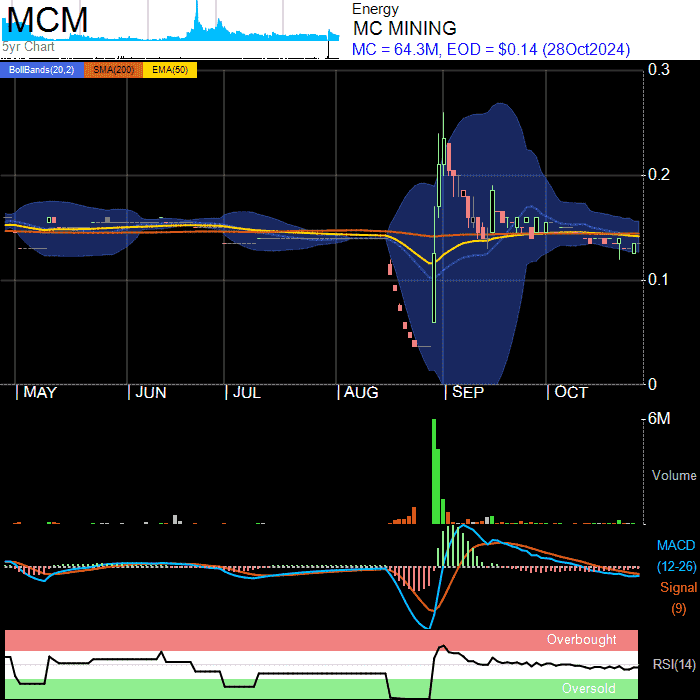 MCM
5yr Chart
Energy
MC MINING
MC = 64.3M, EOD = $0.14 (28Oct2024)
BollBands(20,2) SMA(200) EMA(50)
0.3
0.2
0.1
0
MAY JUN JUL AUG SEP OCT
6M
Volume
MACD
(12-26)
Signal
(9)
Overbought
RSI(14)
Oversold